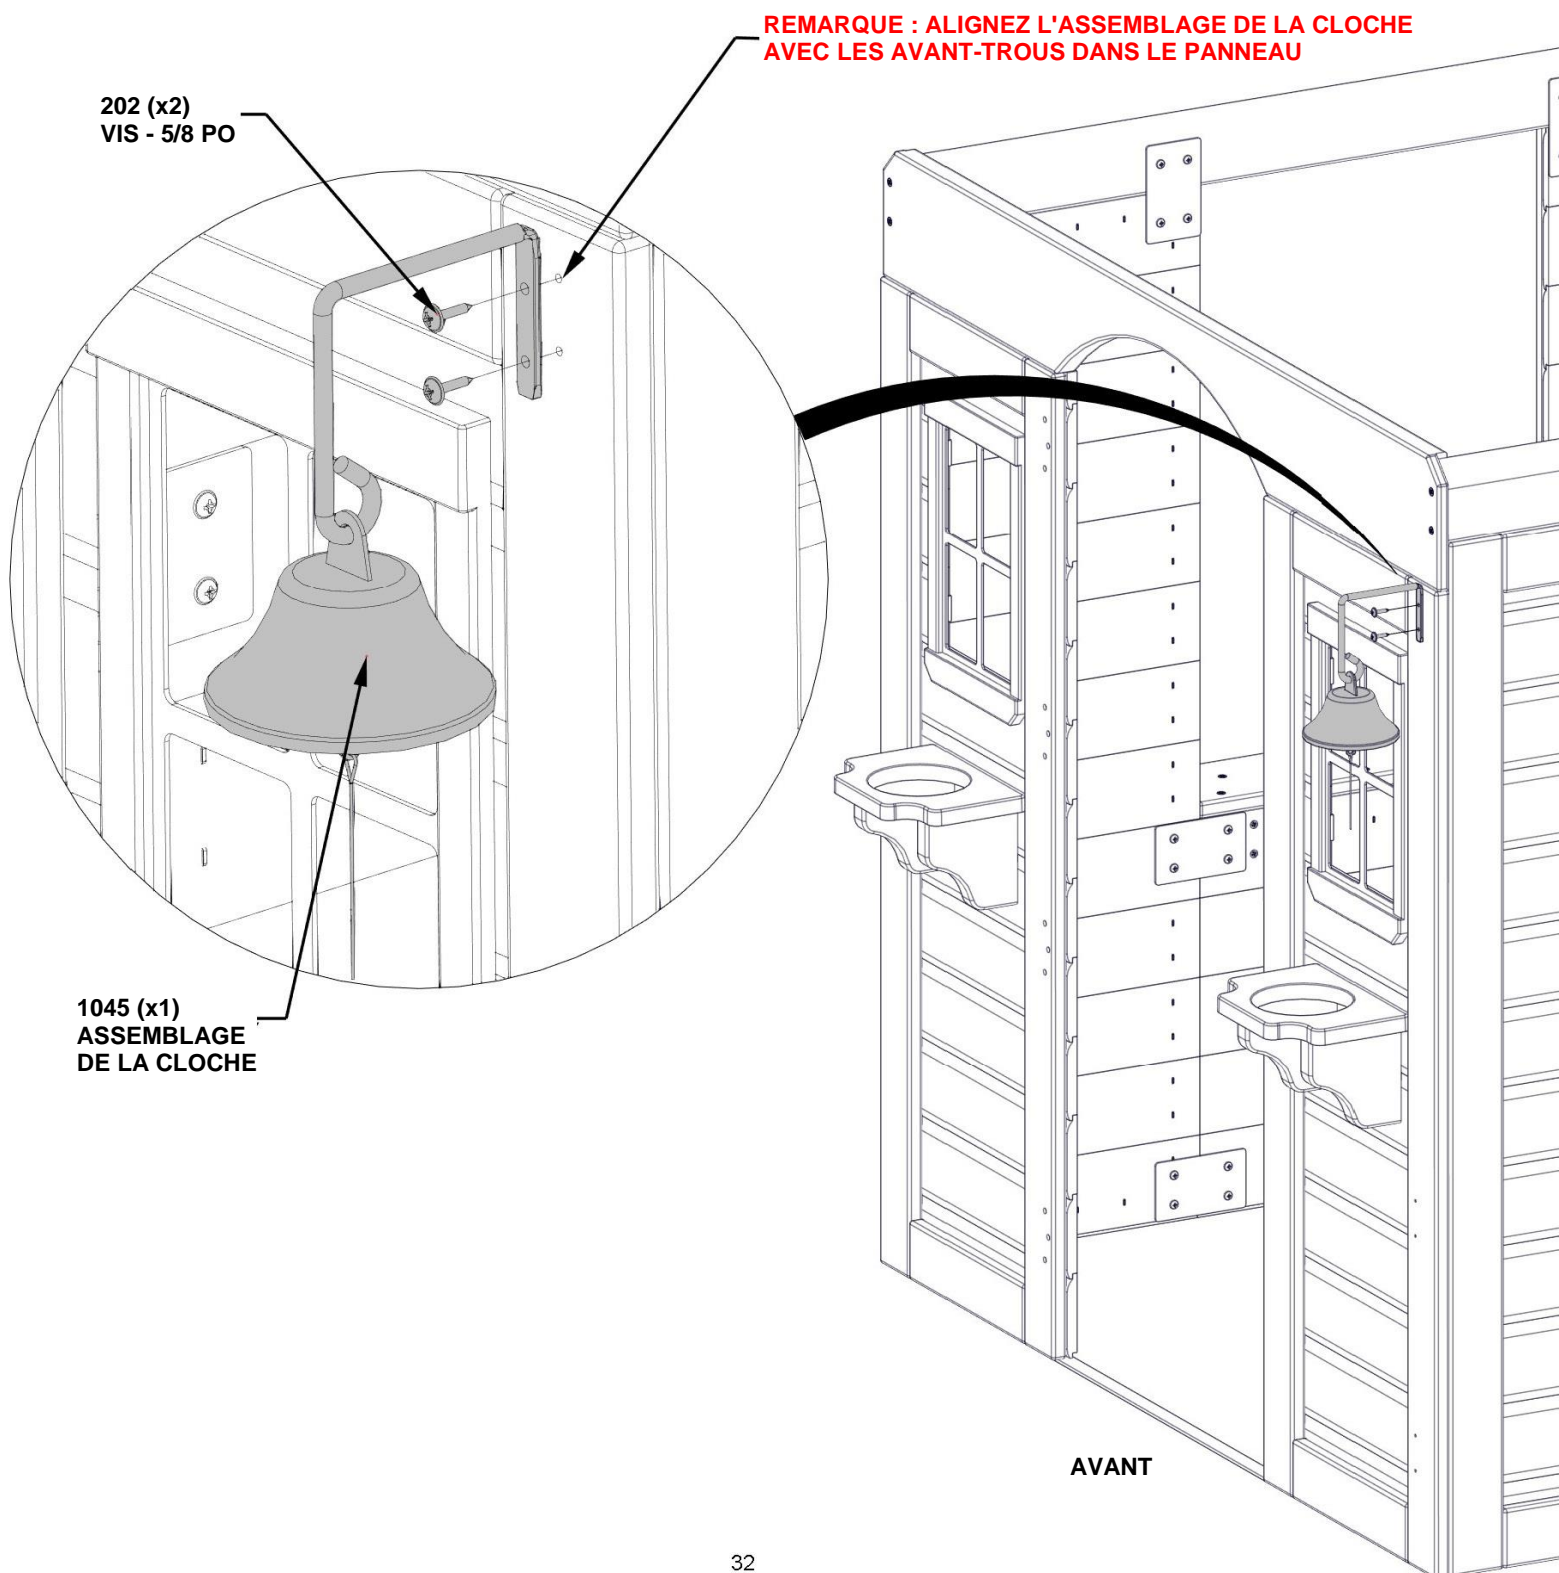 REMARQUE : ALIGNEZ L'ASSEMBLAGE DE LA CLOCHE
AVEC LES AVANT-TROUS DANS LE PANNEAU
202 (x2)
VIS - 5/8 PO
1045 (x1)
ASSEMBLAGE
DE LA CLOCHE
AVANT
32